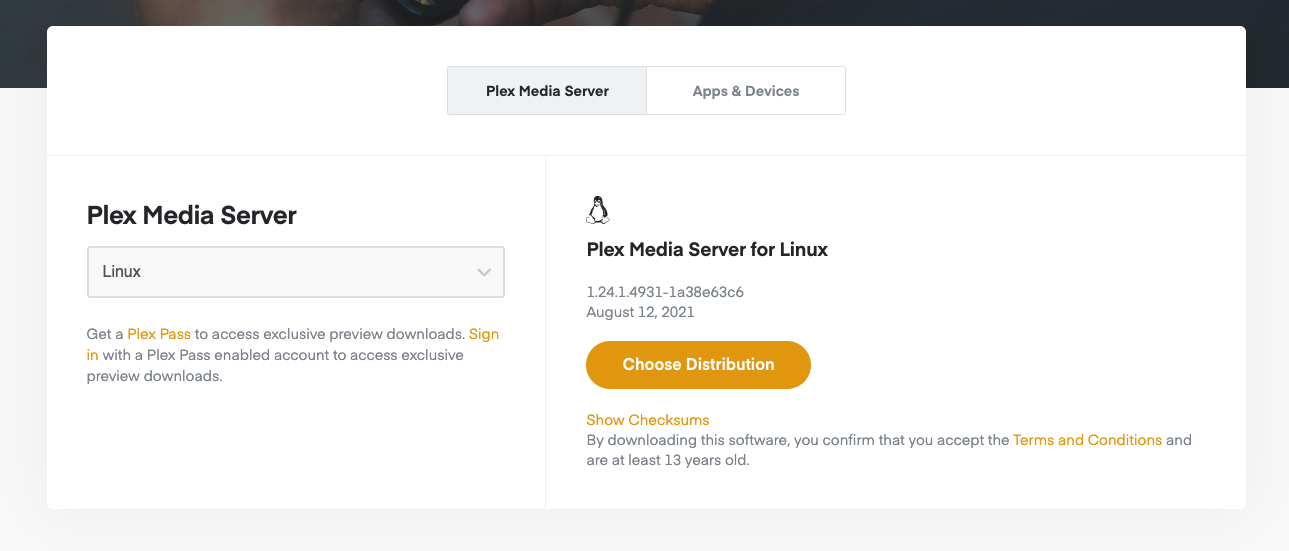 Plex Media Server
Apps & Devices
Plex Media Server
Linux
Get a Plex Pass to access exclusive preview downloads. Sign
in with a Plex Pass enabled account to access exclusive
preview downloads.
Plex Media Server for Linux
1.24.1.4931-1a38e63c6
August 12, 2021
Choose Distribution
Show Checksums
By downloading this software, you confirm that you accept the Terms and Conditions and
are at least 13 years old.